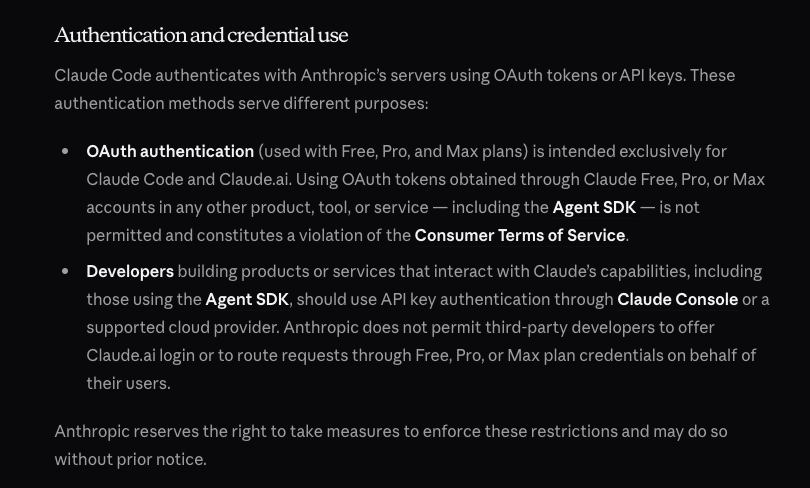 Authentication and credential use
Claude Code authenticates with Anthropic's servers using OAuth tokens or API keys. These
authentication methods serve different purposes:
• OAuth authentication (used with Free, Pro, and Max plans) is intended exclusively for
Claude Code and Claude.ai. Using OAuth tokens obtained through Claude Free, Pro, or Max
accounts in any other product, tool, or service — including the Agent SDK — is not
permitted and constitutes a violation of the Consumer Terms of Service.
• Developers building products or services that interact with Claude's capabilities, including
those using the Agent SDK, should use API key authentication through Claude Console or a
supported cloud provider. Anthropic does not permit third-party developers to offer
Claude.ai login or to route requests through Free, Pro, or Max plan credentials on behalf of
their users.
Anthropic reserves the right to take measures to enforce these restrictions and may do so
without prior notice.